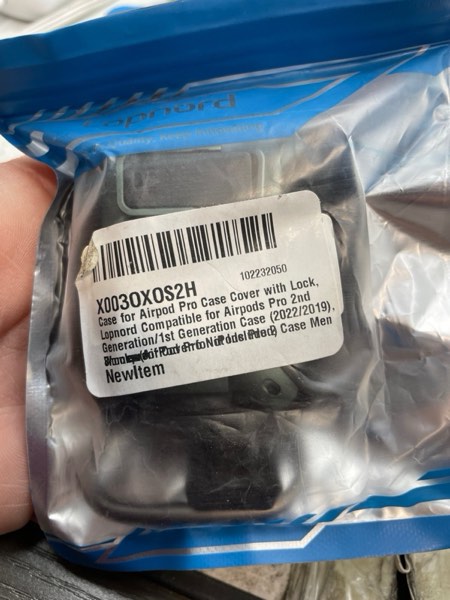 Lopnord
102232050
X003OXOS2H
Case for Airpod Pro Case Cover with Lock,
Lopnord Compatible for Airpods Pro 2nd
Generation/1st Generation Case (2022/2019),
Case Men
NewItem